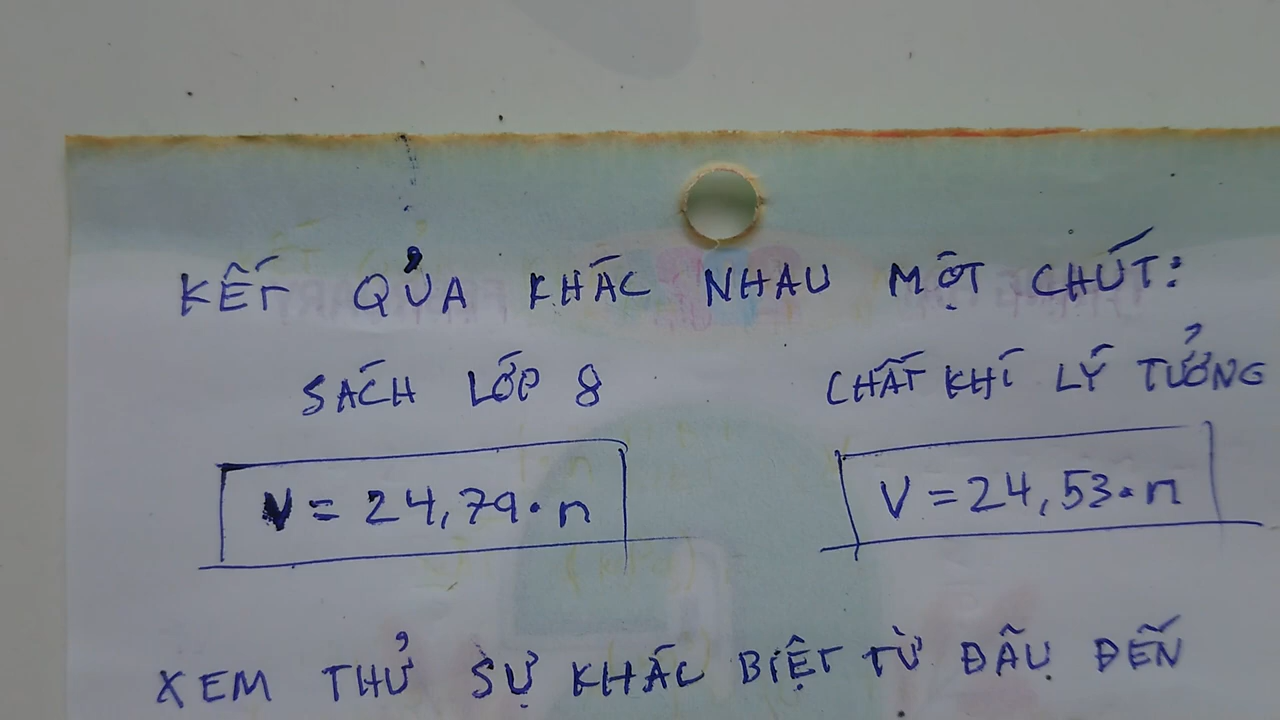 KẾT QỦA KHÁC NHAU MỘT CHÚT:
SÁCH LỚP 8 CHẤT KHÍ LÝ TƯỞNG
V = 24,79 • n V = 24,53 • n
XEM THỬ SỰ KHÁC BIỆT TỪ ĐÂU ĐẾN